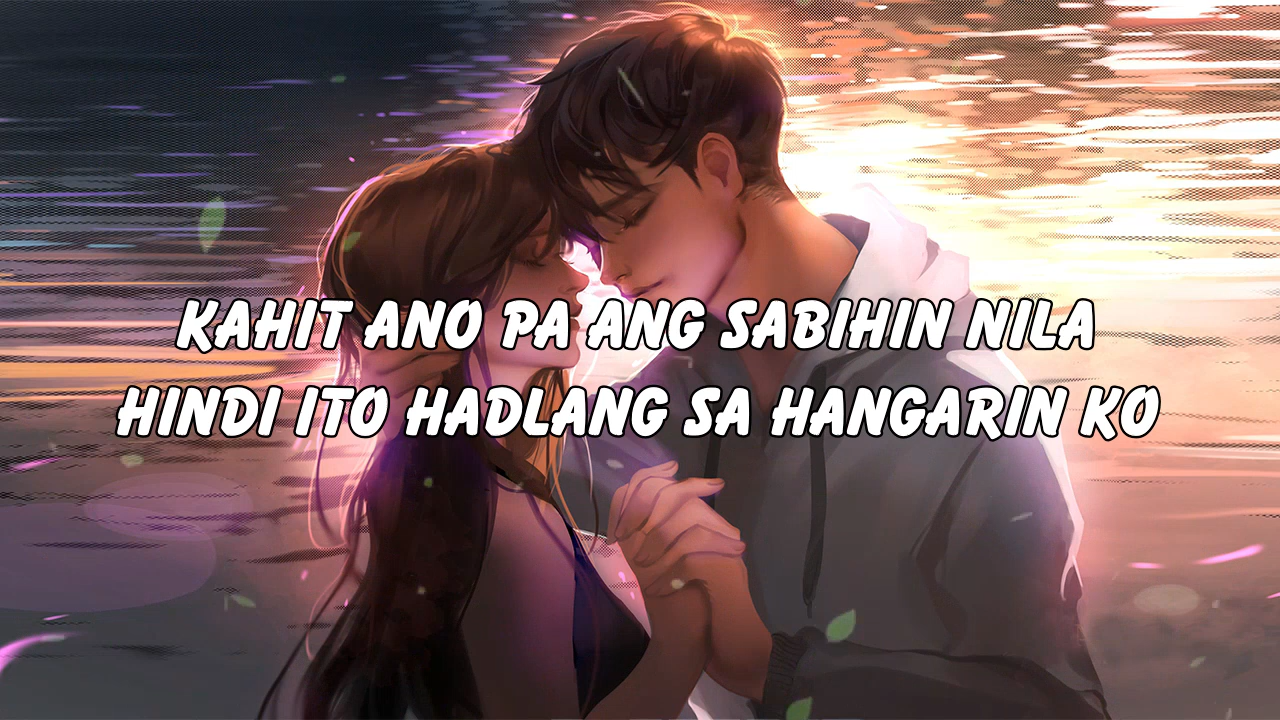 KAHIT ANO PA ANG SABIHIN NILA
HINDI ITO HADLANG SA HANGARIN KO